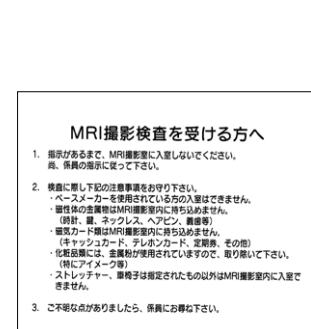 MRI撮影検査を受ける方へ
1. 指示があるまで、MRI撮影室に入室しないでください。
尚、係員の指示に従って下さい。
2. 検査に際し下記の注意事項をお守り下さい。
・ペースメーカーを使用されている方の入室はできません。
・磁性体の金属物はMRI撮影室内に持ち込めません。
（時計、鍵、ネックレス、ヘアピン、義歯等）
・磁気カード類はMRI撮影室内に持ち込めません。
（キャッシュカード、テレホンカード、定期券、その他）
・化粧品類には、金属粉が使用されていますので、取り除いて下さい。
（特にアイメーク等）
・ストレッチャー、車椅子は指定されたもの以外はMRI撮影室内に入室で
きません。
3. ご不明な点がありましたら、係員にお尋ね下さい。